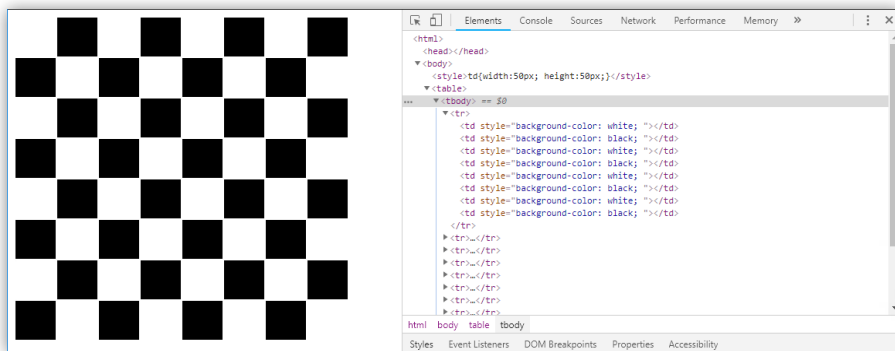 Elements Console Sources Network Performance Memory »
<html>
<head></head>
▼<body>
<style>td{width:50px; height:50px;}</style>
▼<table>
… ▼<tbody> == $0
▼<tr>
<td style="background-color: white; "></td>
<td style="background-color: black; "></td>
<td style="background-color: white; "></td>
<td style="background-color: black; "></td>
<td style="background-color: white; "></td>
<td style="background-color: black; "></td>
<td style="background-color: white; "></td>
<td style="background-color: black; "></td>
</tr>
▶<tr>…</tr>
▶<tr>…</tr>
▶<tr>…</tr>
▶<tr>…</tr>
▶<tr>…</tr>
▶<tr>…</tr>
▶<tr>…</tr>
html body table tbody
Styles Event Listeners DOM Breakpoints Properties Accessibility